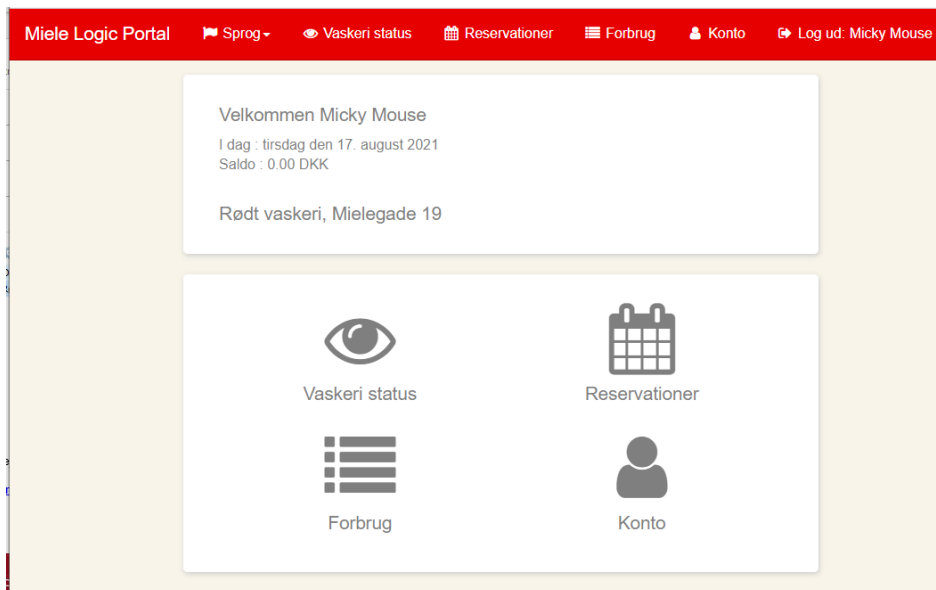 Miele Logic Portal Sprog Vaskeri status Reservationer Forbrug Konto Log ud: Micky Mouse
Velkommen Micky Mouse
I dag : tirsdag den 17. august 2021
Saldo : 0.00 DKK
Rødt vaskeri, Mielegade 19
Vaskeri status Reservationer
Forbrug Konto